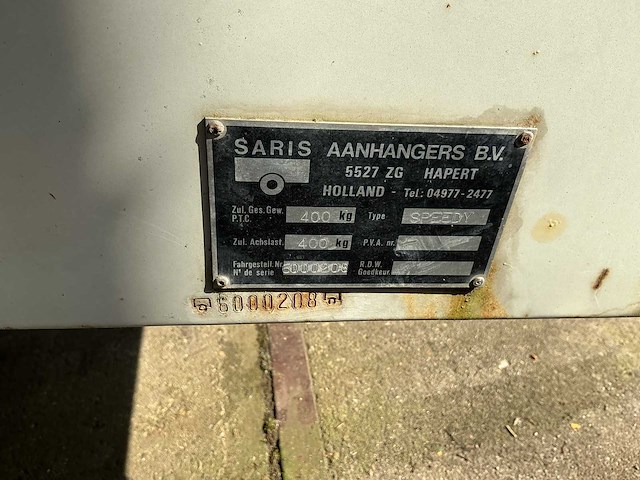 SARIS AANHANGERS B.V.
5527 ZG HAPERT
HOLLAND - Tel: 04977-2477
Zul. Ges. Gew. P.T.C. 400 kg Type SPEEDY
Zul. Achslast. 400 kg P.V.A. nr.
Fahrgestell. Nr. N° de serie 6000208 R.D.W. Goedkeur.
6000208